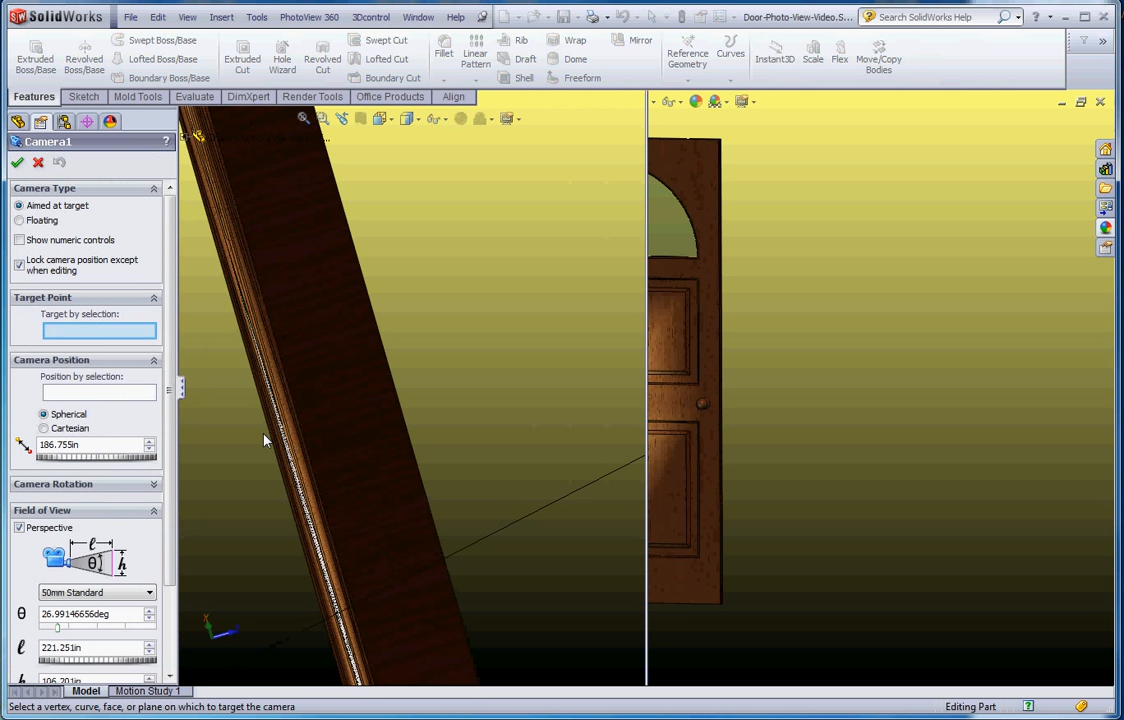 SolidWorks
File Edit View Insert Tools PhotoView 360 3Dcontrol Window Help
Door-Photo-View-Video.S...
Search SolidWorks Help
Extruded Boss/Base
Revolved Boss/Base
Swept Boss/Base
Lofted Boss/Base
Boundary Boss/Base
Extruded Cut
Hole Wizard
Revolved Cut
Swept Cut
Lofted Cut
Boundary Cut
Fillet
Linear Pattern
Rib
Draft
Shell
Wrap
Dome
Freeform
Mirror
Reference Geometry
Curves
Instant3D
Scale
Flex
Move/Copy Bodies
Features Sketch Mold Tools Evaluate DimXpert Render Tools Office Products Align
Camera1 ?
Camera Type
Aimed at target
Floating
Show numeric controls
Lock camera position except
when editing
Target Point
Target by selection:
Camera Position
Position by selection:
Spherical
Cartesian
186.755in
Camera Rotation
Field of View
Perspective
ℓ
θ h
50mm Standard
θ 26.99146656deg
ℓ 221.251in
106.201in
Model Motion Study 1
Select a vertex, curve, face, or plane on which to target the camera
Editing Part